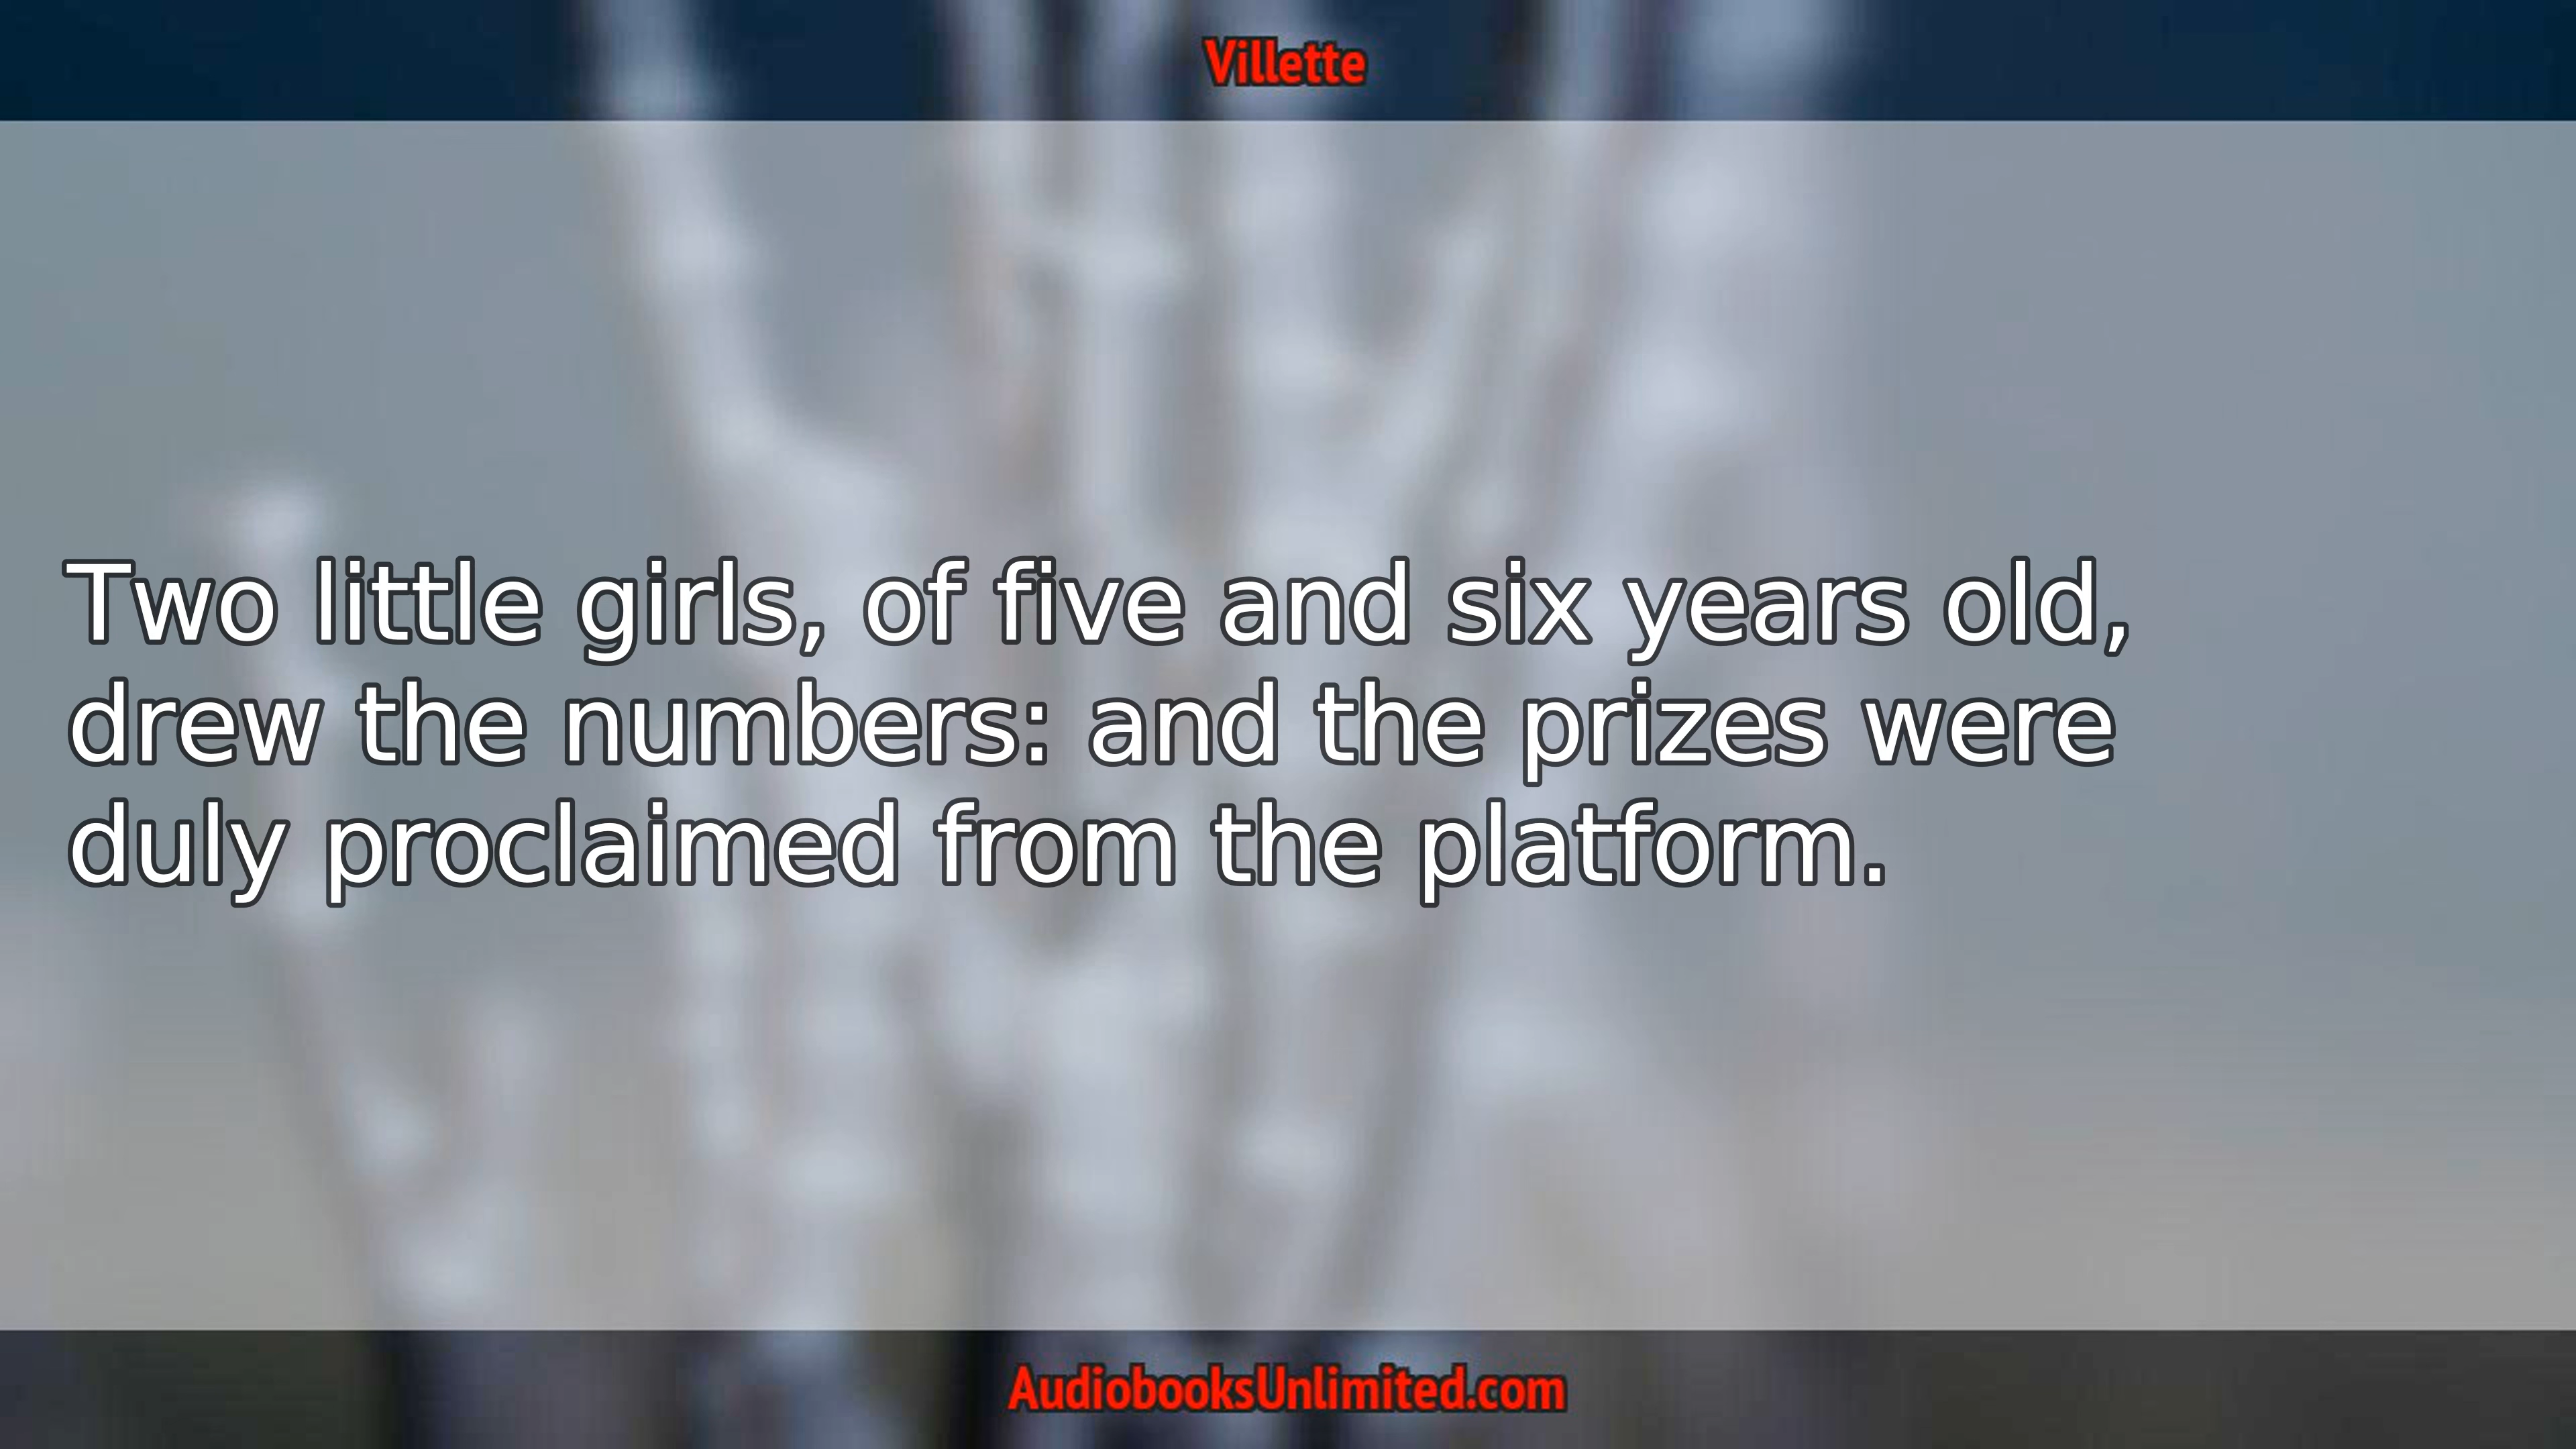 Villette
Two little girls, of five and six years old,
drew the numbers: and the prizes were
duly proclaimed from the platform.
AudiobooksUnlimited.com